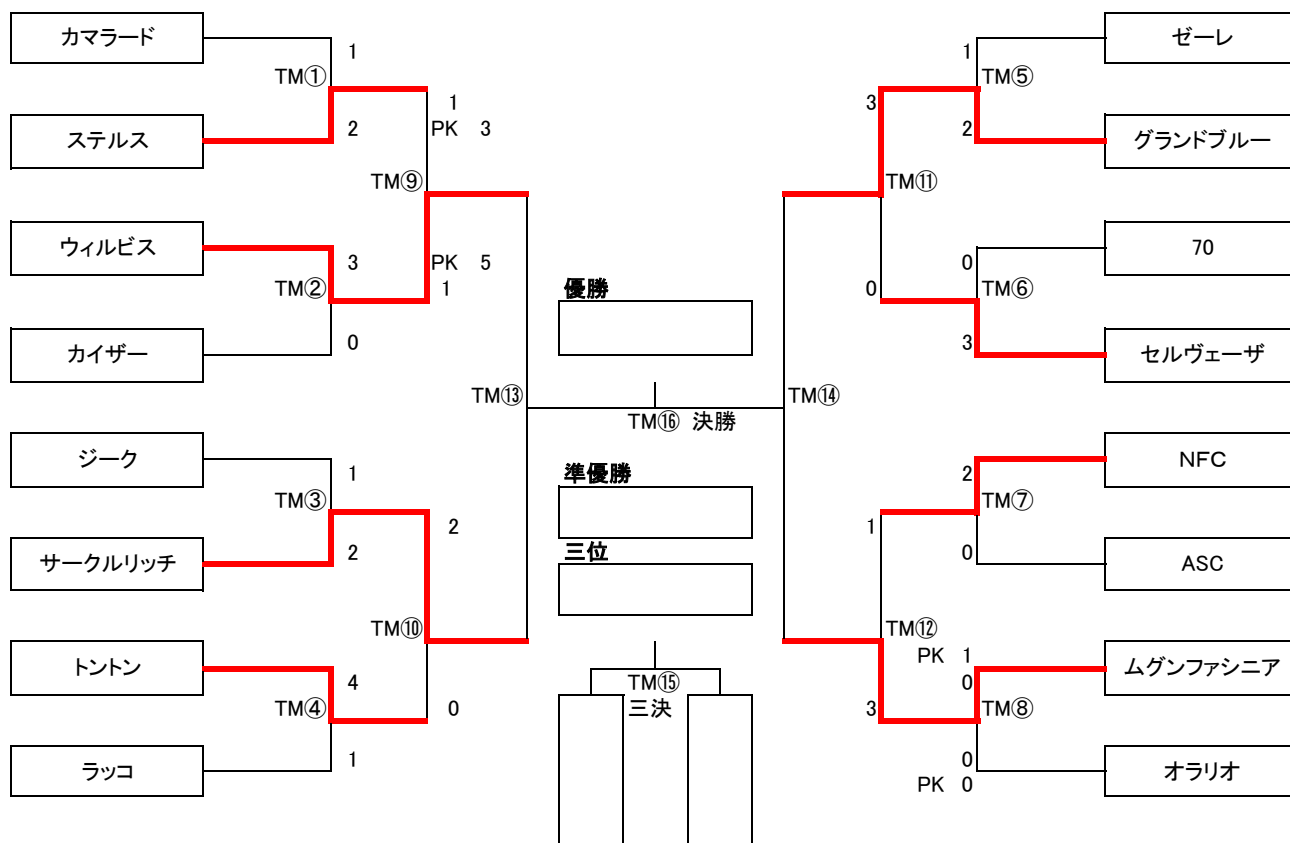 カマラード
1
TM①
ステルス
2
1
PK 3
TM⑨
ウィルビス
3
TM②
PK 5
1
カイザー
0
ジーク
1
TM③
サークルリッチ
2
2
TM⑩
トントン
4
TM④
0
ラッコ
1
TM⑬
優勝
TM⑯ 決勝
準優勝
三位
TM⑮
三決
TM⑭
ゼーレ
1
TM⑤
3
グランドブルー
2
TM⑪
70
0
TM⑥
0
セルヴェーザ
3
NFC
2
TM⑦
1
ASC
0
TM⑫
PK 1
0
ムグンファシニア
3
TM⑧
0
PK 0
オラリオ